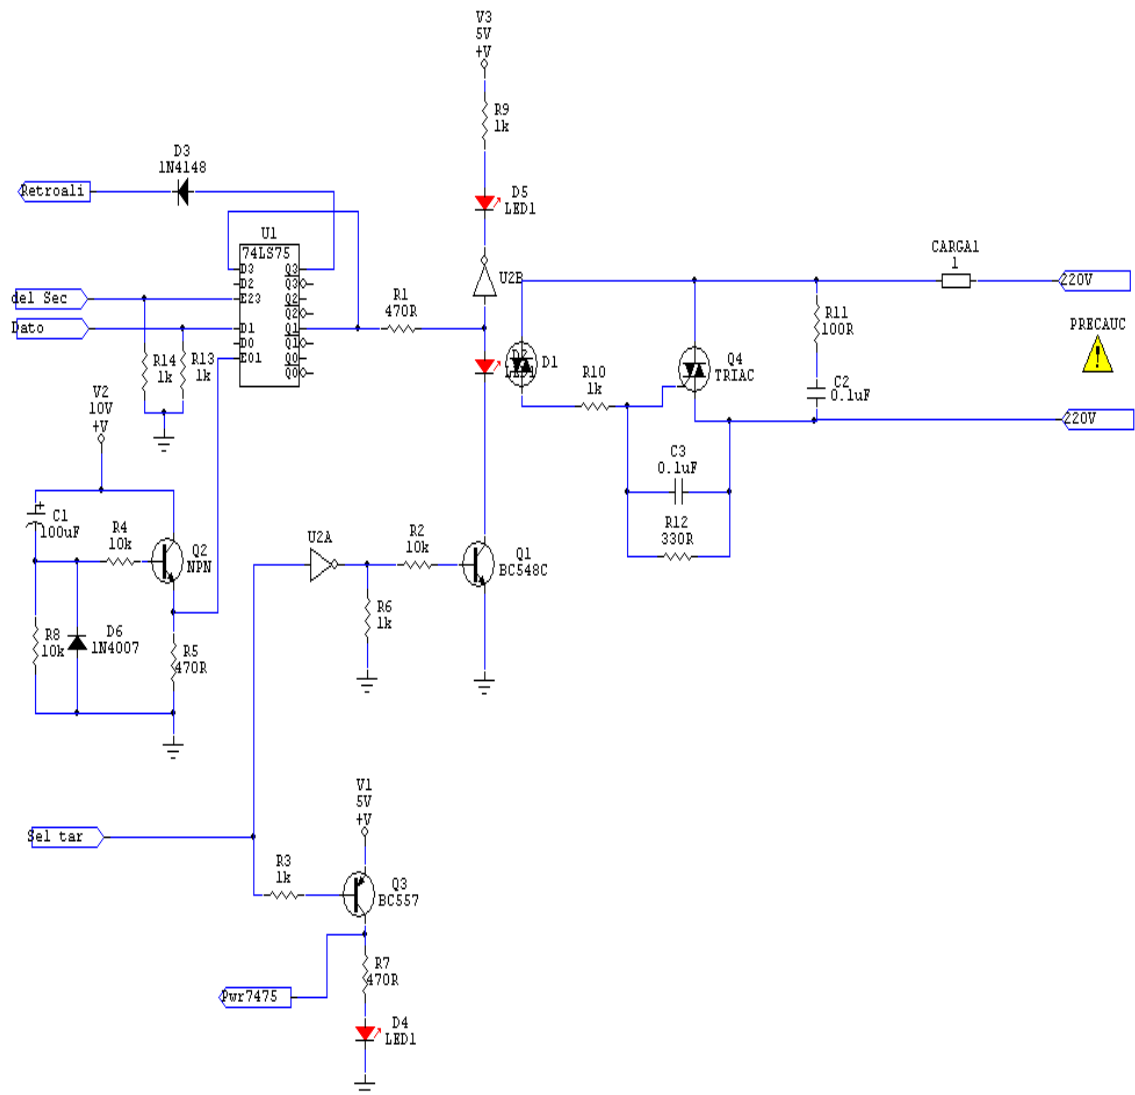 V3
5V
+V
R9
1k
D3
1N4148
D5
LED1
Retroali
U1
74LS75
CARGA1
1
D3 Q3
D2 Q3
del Sec
E23 Q2
Q2
U2B
220V
R1
470R
R11
100R
Dato
D1 Q1
D0 Q1
E01 Q0
Q0
PRECAUC
!
R14
1k
R13
1k
D2
LED1
D1
Q4
TRIAC
R10
1k
C2
0.1uF
V2
10V
+V
220V
C3
0.1uF
R12
330R
+
C1
100uF
R4
10k
Q2
NPN
U2A
R2
10k
Q1
BC548C
R6
1k
R8
10k
D6
1N4007
R5
470R
V1
5V
+V
Sel tar
R3
1k
Q3
BC557
R7
470R
Pwr7475
D4
LED1